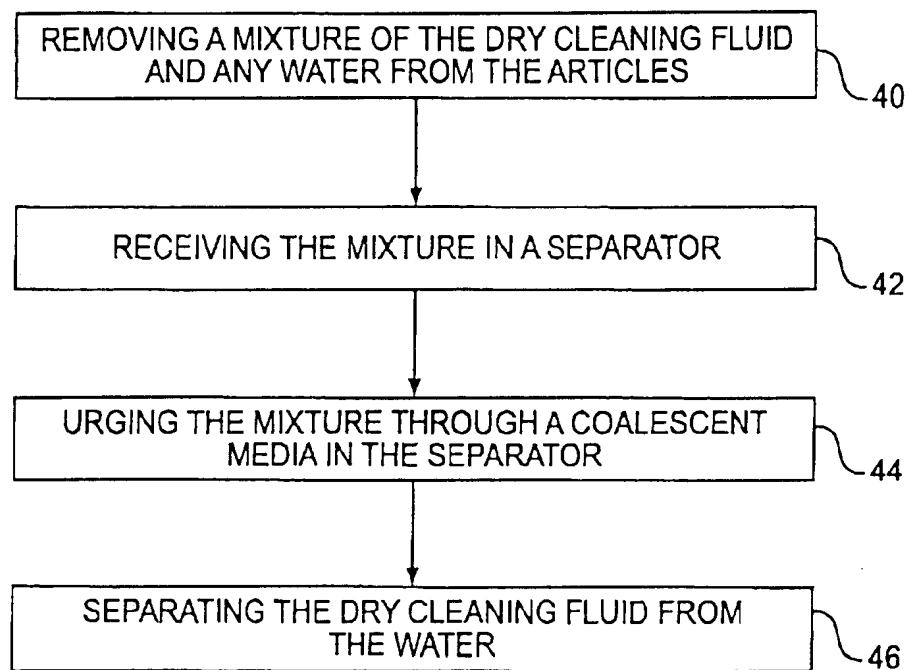 REMOVING A MIXTURE OF THE DRY CLEANING FLUID
AND ANY WATER FROM THE ARTICLES
40
RECEIVING THE MIXTURE IN A SEPARATOR
42
URGING THE MIXTURE THROUGH A COALESCENT
MEDIA IN THE SEPARATOR
44
SEPARATING THE DRY CLEANING FLUID FROM
THE WATER
46